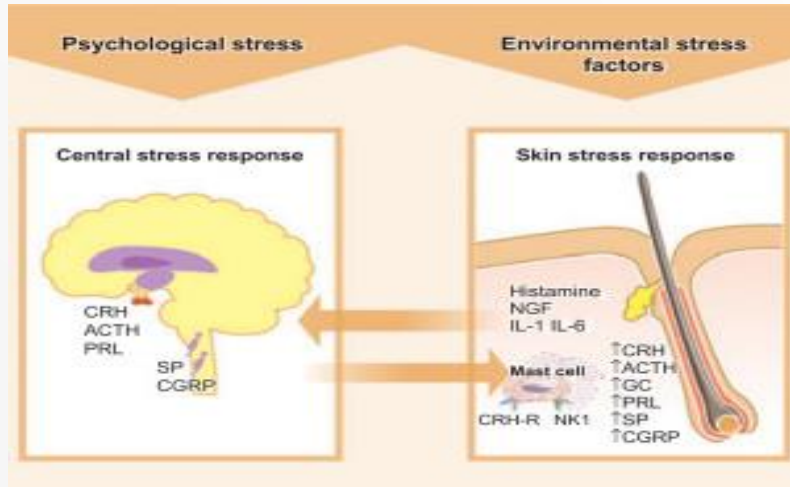 Psychological stress
Environmental stress
factors
Central stress response
CRH
ACTH
PRL
SP
CGRP
Skin stress response
Histamine
NGF
IL-1 IL-6
Mast cell
CRH-R NK1
↑CRH
↑ACTH
↑GC
↑PRL
↑SP
↑CGRP